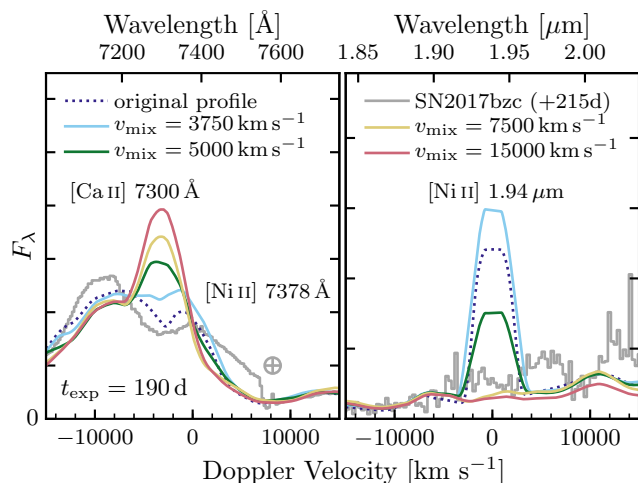 Wavelength [Å]
Wavelength [μm]
7200 7400 7600
1.85 1.90 1.95 2.00
original profile
v_mix = 3750 km s⁻¹
v_mix = 5000 km s⁻¹
SN2017bzc (+215d)
v_mix = 7500 km s⁻¹
v_mix = 15000 km s⁻¹
[Ca II] 7300 Å
[Ni II] 1.94 μm
F_λ
[Ni II] 7378 Å
⊕
t_exp = 190 d
0
−10000 0 10000
−10000 0 10000
Doppler Velocity [km s⁻¹]